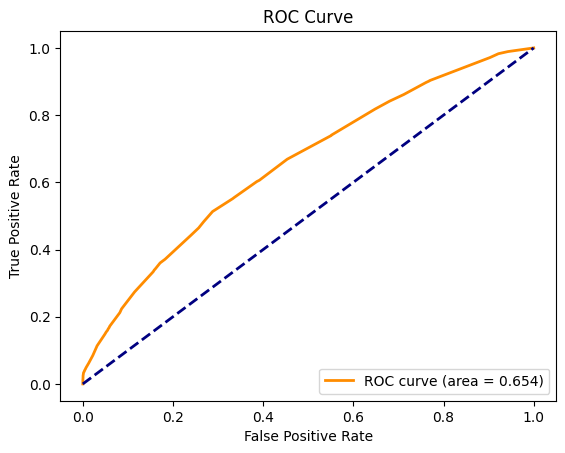 ROC Curve
True Positive Rate
1.0
0.8
0.6
0.4
0.2
0.0
ROC curve (area = 0.654)
0.0 0.2 0.4 0.6 0.8 1.0
False Positive Rate